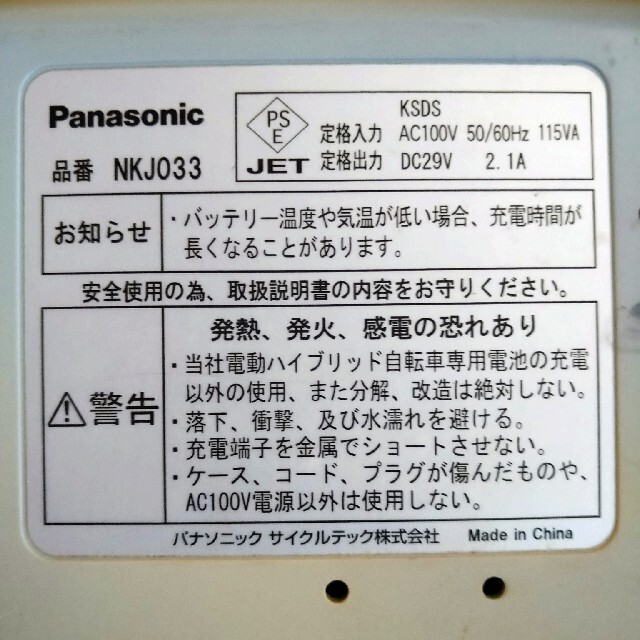 Panasonic
品番 NKJ033
PS
E
JET
KSDS
定格入力 AC100V 50/60Hz 115VA
定格出力 DC29V 2.1A
お知らせ
・バッテリー温度や気温が低い場合、充電時間が
長くなることがあります。
安全使用の為、取扱説明書の内容をお守りください。
警告
発熱、発火、感電の恐れあり
・当社電動ハイブリッド自転車専用電池の充電
以外の使用、また分解、改造は絶対しない。
・落下、衝撃、及び水濡れを避ける。
・充電端子を金属でショートさせない。
・ケース、コード、プラグが傷んだものや、
AC100V電源以外は使用しない。
パナソニック サイクルテック株式会社 Made in China